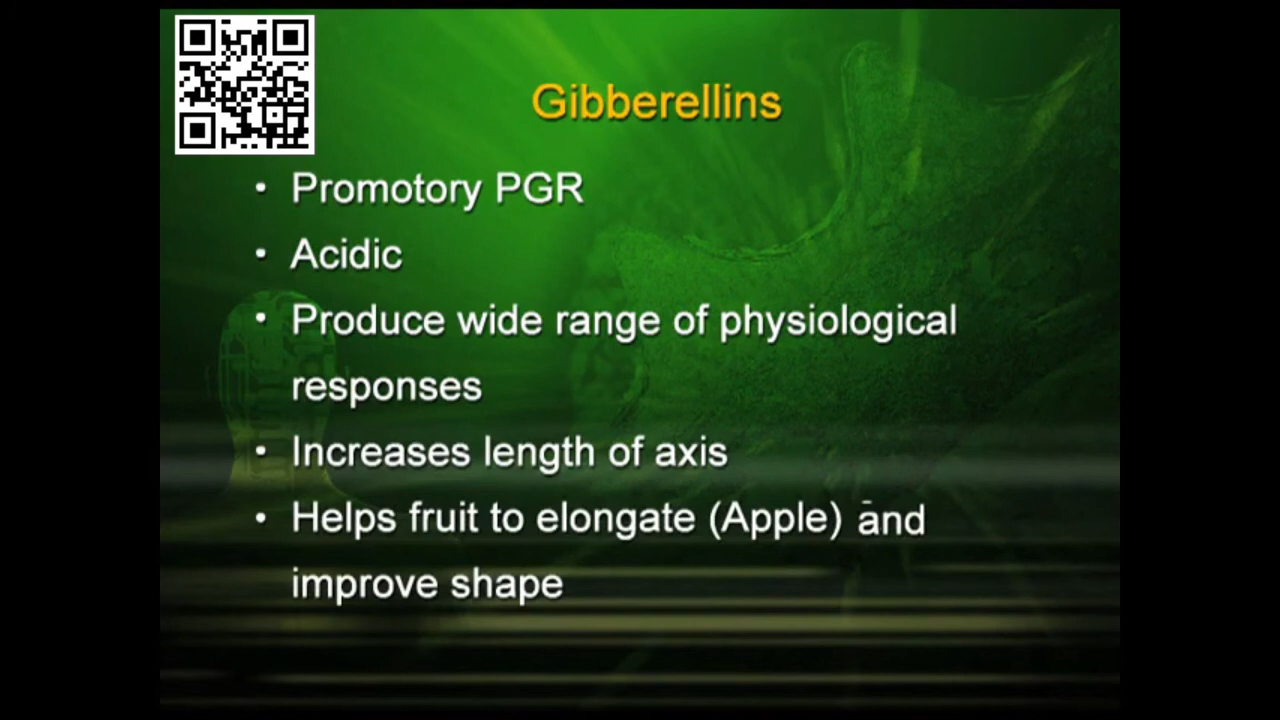 Gibberellins
• Promotory PGR
• Acidic
• Produce wide range of physiological
responses
• Increases length of axis
• Helps fruit to elongate (Apple) and
improve shape